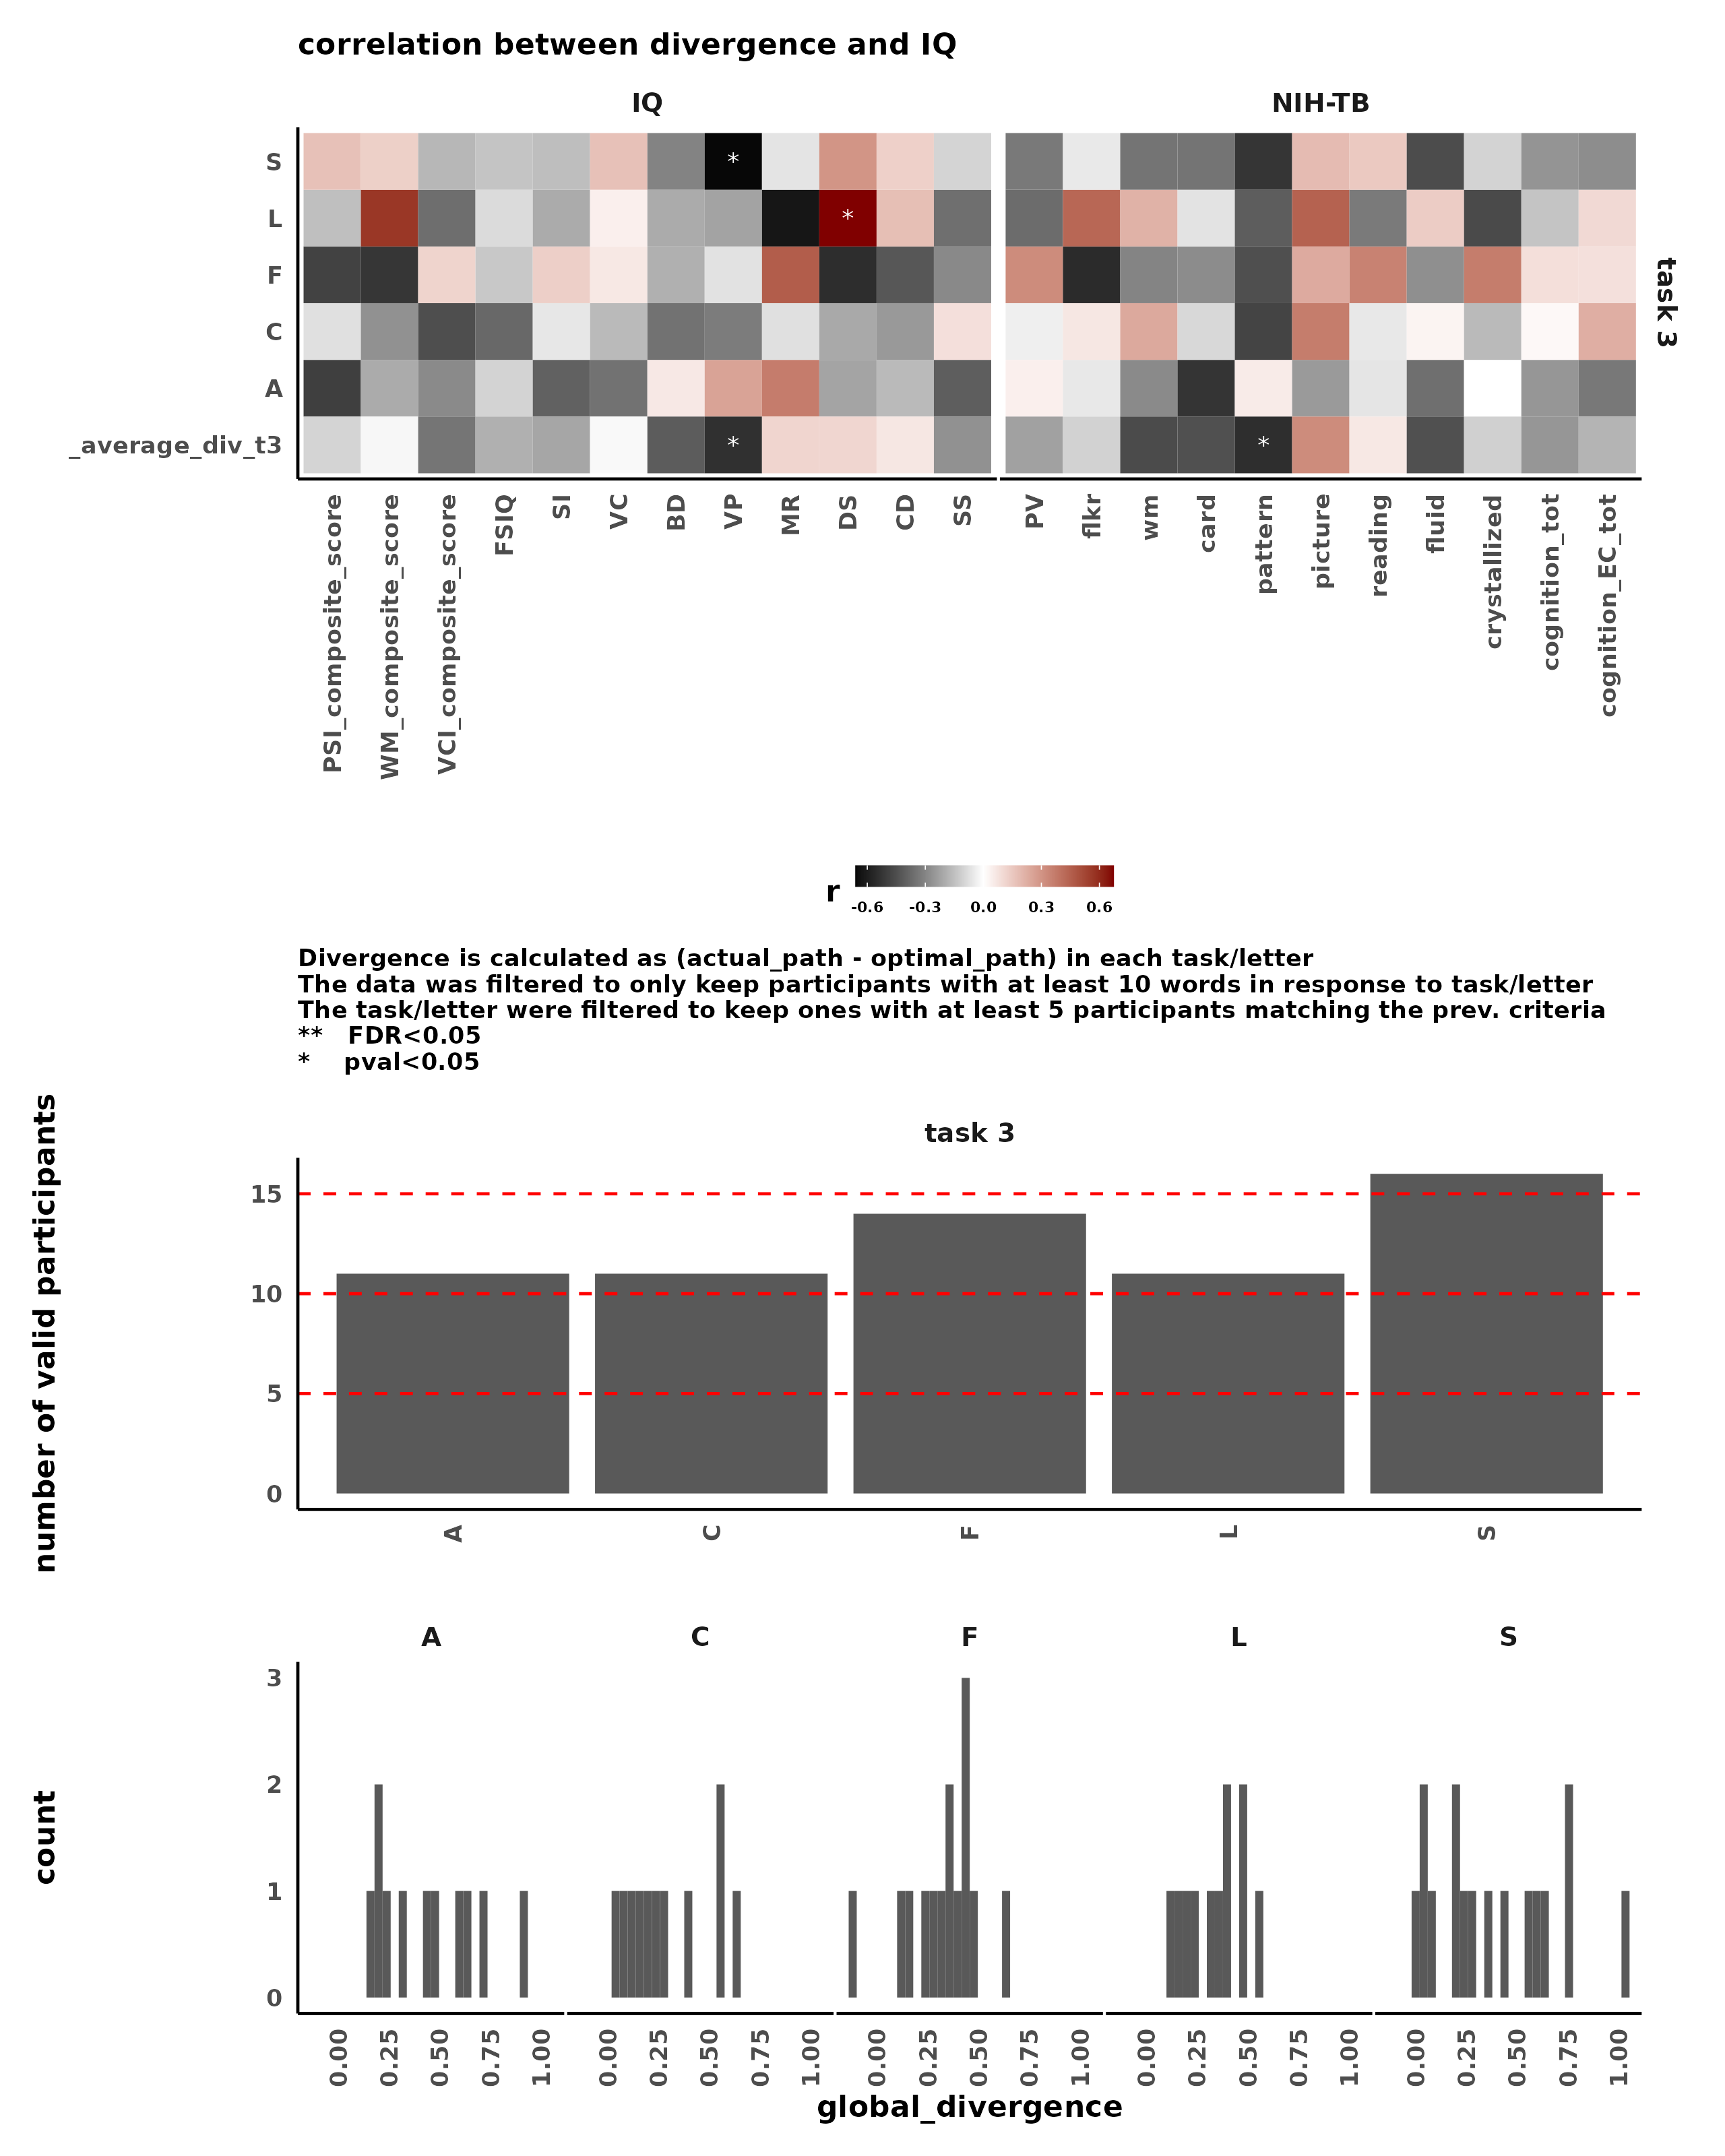 correlation between divergence and IQ
IQ
NIH-TB
S
*
L
*
F
C
A
_average_div_t3
*
*
task 3
PSI_composite_score
WM_composite_score
VCI_composite_score
FSIQ
SI
VC
BD
VP
MR
DS
CD
SS
PV
flkr
wm
card
pattern
picture
reading
fluid
crystallized
cognition_tot
cognition_EC_tot
r
-0.6 -0.3 0.0 0.3 0.6
Divergence is calculated as (actual_path - optimal_path) in each task/letter
The data was filtered to only keep participants with at least 10 words in response to task/letter
The task/letter were filtered to keep ones with at least 5 participants matching the prev. criteria
** FDR<0.05
* pval<0.05
task 3
number of valid participants
15
10
5
0
A C F L S
A C F L S
count
3
2
1
0
0.00 0.25 0.50 0.75 1.00
0.00 0.25 0.50 0.75 1.00
0.00 0.25 0.50 0.75 1.00
0.00 0.25 0.50 0.75 1.00
0.00 0.25 0.50 0.75 1.00
global_divergence